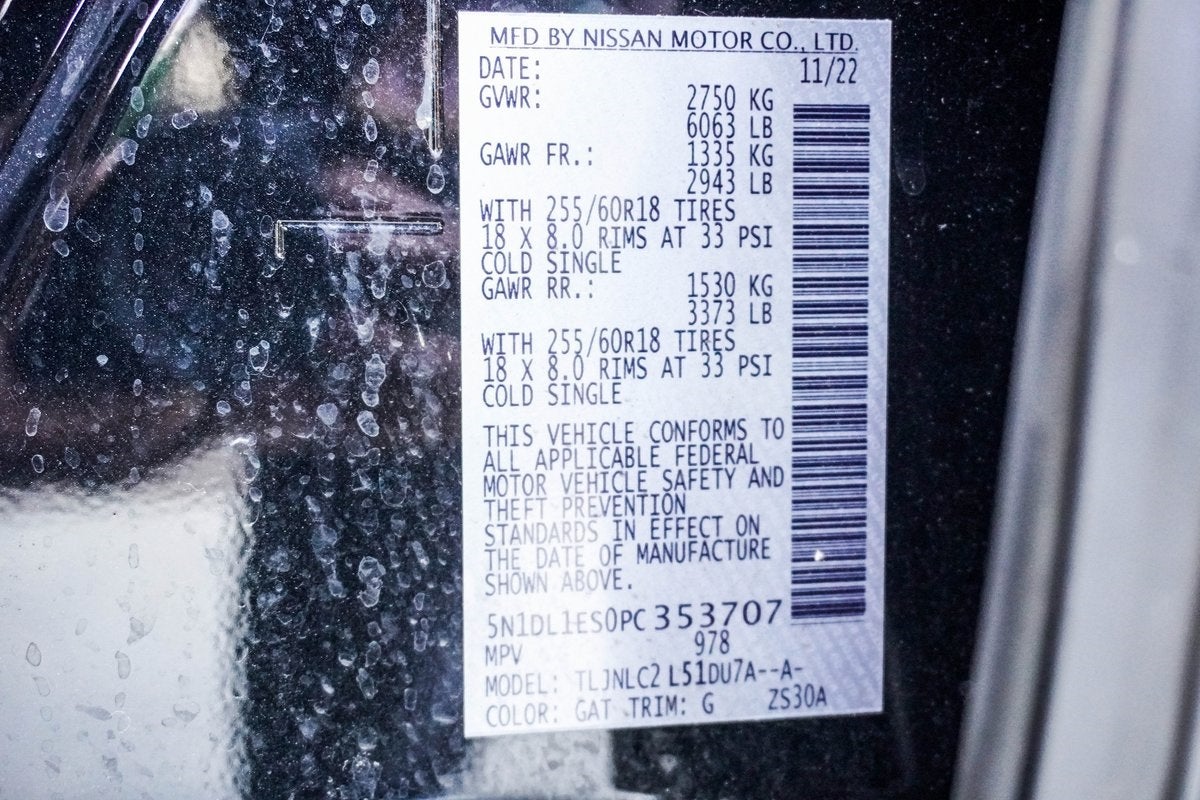 MFD BY NISSAN MOTOR CO., LTD.
DATE: 11/22
GVWR: 2750 KG
6063 LB
GAWR FR.: 1335 KG
2943 LB
WITH 255/60R18 TIRES
18 X 8.0 RIMS AT 33 PSI
COLD SINGLE
GAWR RR.: 1530 KG
3373 LB
WITH 255/60R18 TIRES
18 X 8.0 RIMS AT 33 PSI
COLD SINGLE
THIS VEHICLE CONFORMS TO
ALL APPLICABLE FEDERAL
MOTOR VEHICLE SAFETY AND
THEFT PREVENTION
STANDARDS IN EFFECT ON
THE DATE OF MANUFACTURE
SHOWN ABOVE.
5N1DL1ES0PC353707
MPV 978
MODEL: TLJNLC2 L51DU7A--A-
COLOR: GAT TRIM: G ZS30A